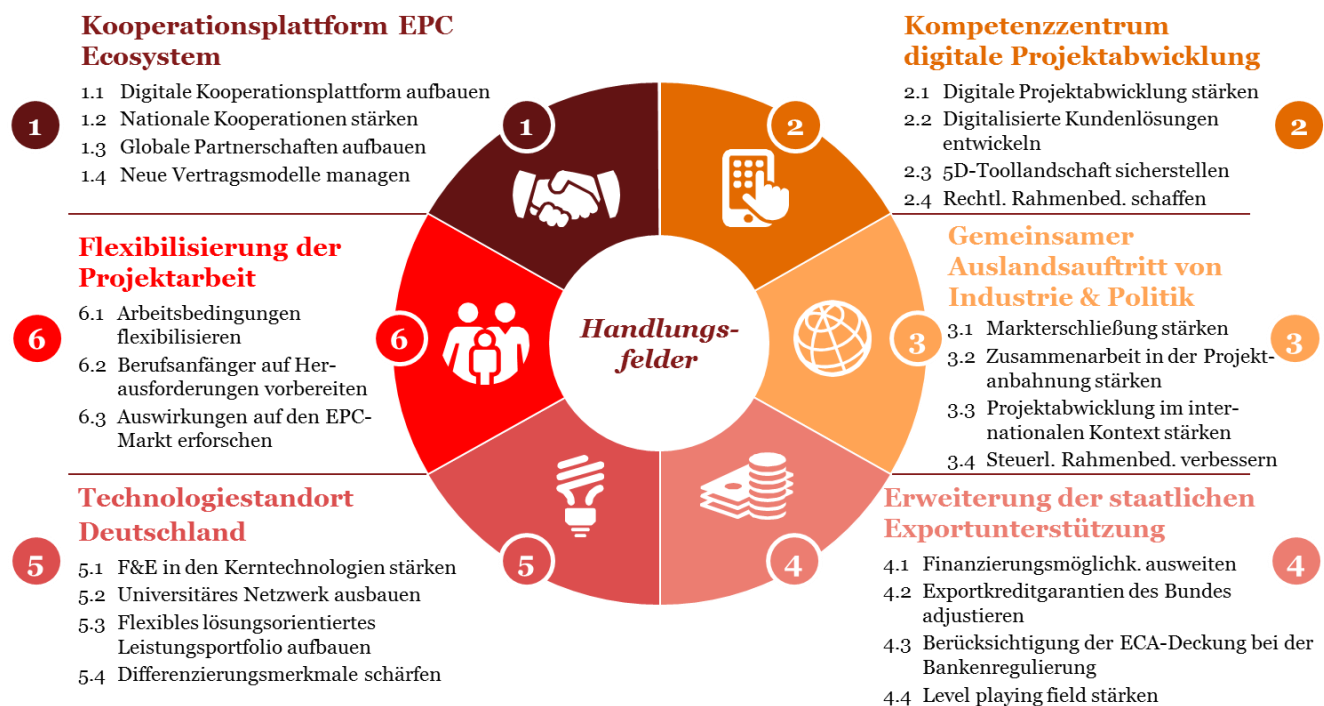 Kooperationsplattform EPC
Ecosystem
1
1.1 Digitale Kooperationsplattform aufbauen
1.2 Nationale Kooperationen stärken
1.3 Globale Partnerschaften aufbauen
1.4 Neue Vertragsmodelle managen
1
Kompetenzzentrum
digitale Projektabwicklung
2
2.1 Digitale Projektabwicklung stärken
2.2 Digitalisierte Kundenlösungen
entwickeln
2.3 5D-Toollandschaft sicherstellen
2.4 Rechtl. Rahmenbed. schaffen
2
Gemeinsamer
Auslandsauftritt von
Industrie & Politik
3
3.1 Markterschließung stärken
3.2 Zusammenarbeit in der Projekt-
anbahnung stärken
3.3 Projektabwicklung im inter-
nationalen Kontext stärken
3.4 Steuerl. Rahmenbed. verbessern
3
Erweiterung der staatlichen
Exportunterstützung
4
4.1 Finanzierungsmöglichk. ausweiten
4.2 Exportkreditgarantien des Bundes
adjustieren
4.3 Berücksichtigung der ECA-Deckung bei der
Bankenregulierung
4.4 Level playing field stärken
4
Technologiestandort
Deutschland
5
5.1 F&E in den Kerntechnologien stärken
5.2 Universitäres Netzwerk ausbauen
5.3 Flexibles lösungsorientiertes
Leistungsportfolio aufbauen
5.4 Differenzierungsmerkmale schärfen
5
Flexibilisierung der
Projektarbeit
6
6.1 Arbeitsbedingungen
flexibilisieren
6.2 Berufsanfänger auf Her-
ausforderungen vorbereiten
6.3 Auswirkungen auf den EPC-
Markt erforschen
6
Handlungs-
felder